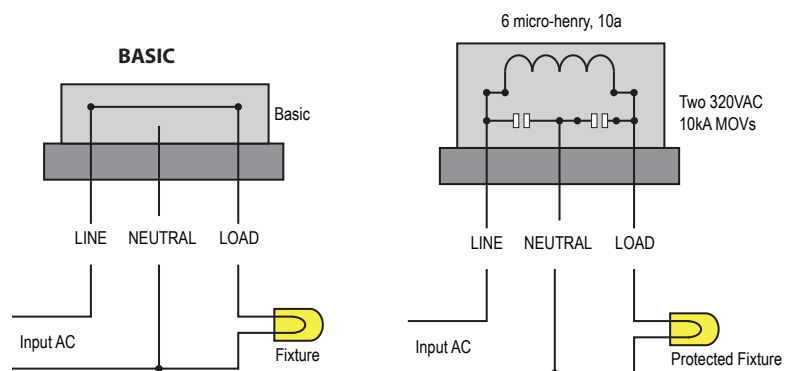 BASIC
Basic
LINE NEUTRAL LOAD
Input AC
Fixture
6 micro-henry, 10a
Two 320VAC
10kA MOVs
LINE NEUTRAL LOAD
Input AC
Protected Fixture